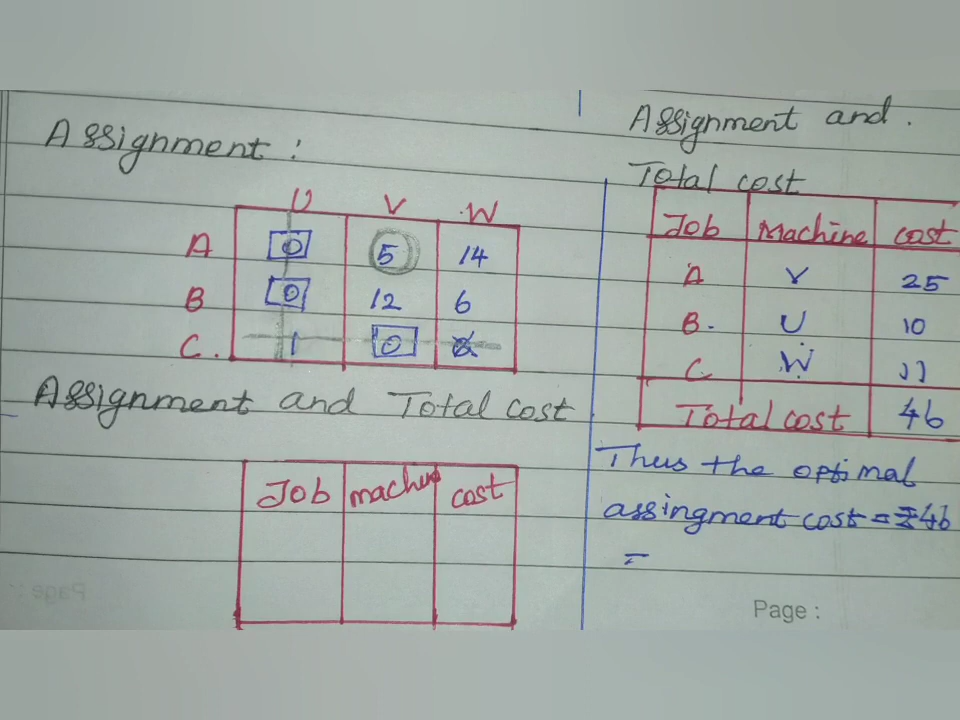 Assignment :
U V W
A 0 5 14
B 0 12 6
C . 1 0
Assignment and Total cost
Job machine cost
Assignment and .
Total cost
Job Machine cost
A V 25
B. U 10
C W 11
Total cost 46
Thus the optimal
assingment cost = ₹46
=
Page :